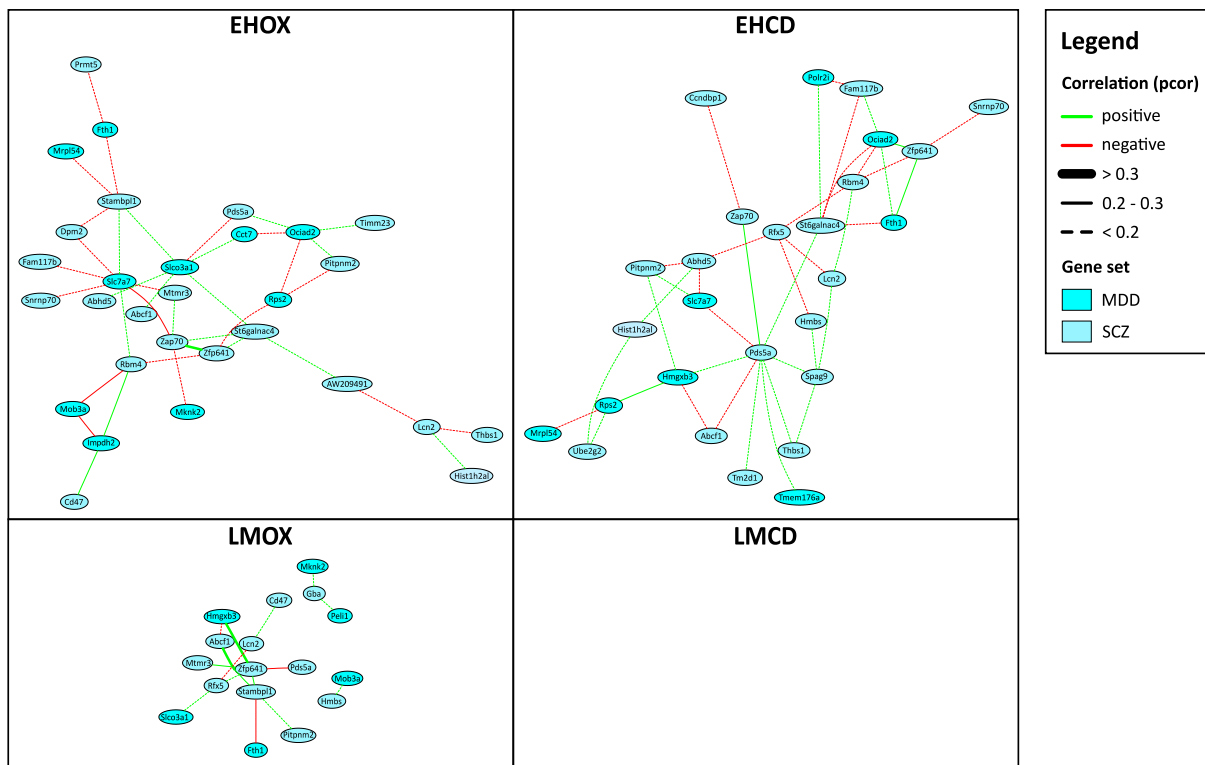 EHOX
Prmt5
Fth1
Mrpl54
Stambpl1
Pds5a
Timm23
Dpm2
Cct7
Ociad2
Fam117b
Slco3a1
Pitpnm2
Slc7a7
Mtmr3
Snrnp70
Abhd5
Rps2
Abcf1
St6galnac4
Zap70
Zfp641
Rbm4
AW209491
Mob3a
Mknk2
Lcn2
Thbs1
Impdh2
Hist1h2al
Cd47
EHCD
Polr2i
Fam117b
Ccndbp1
Snrnp70
Ociad2
Zfp641
Rbm4
Zap70
St6galnac4
Fth1
Rfx5
Abhd5
Pitpnm2
Lcn2
Slc7a7
Hmbs
Hist1h2al
Pds5a
Hmgxb3
Spag9
Rps2
Mrpl54
Abcf1
Ube2g2
Thbs1
Tm2d1
Tmem176a
LMOX
Mknk2
Gba
Cd47
Peli1
Hmgxb3
Abcf1
Lcn2
Mtmr3
Zfp641
Pds5a
Mob3a
Rfx5
Stambpl1
Hmbs
Slco3a1
Pitpnm2
Fth1
LMCD
Legend
Correlation (pcor)
positive
negative
> 0.3
0.2 - 0.3
< 0.2
Gene set
MDD
SCZ